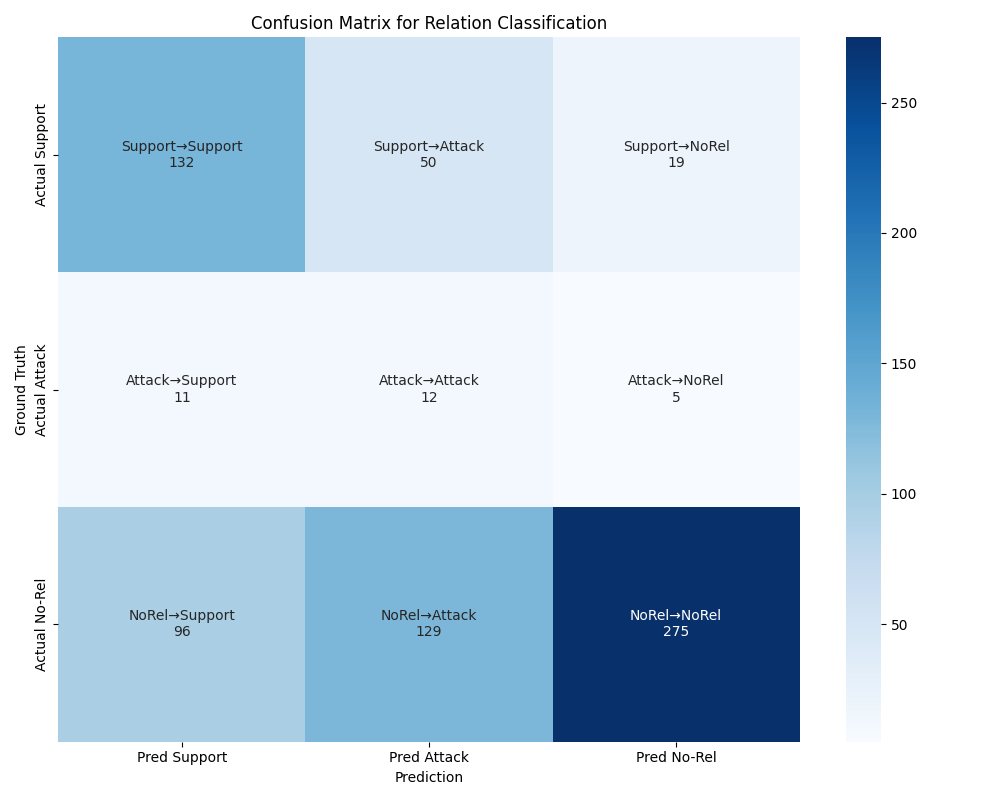 Confusion Matrix for Relation Classification
Ground Truth
Actual Support
Support→Support
132
Support→Attack
50
Support→NoRel
19
Actual Attack
Attack→Support
11
Attack→Attack
12
Attack→NoRel
5
Actual No-Rel
NoRel→Support
96
NoRel→Attack
129
NoRel→NoRel
275
Pred Support
Pred Attack
Pred No-Rel
Prediction
250
200
150
100
50